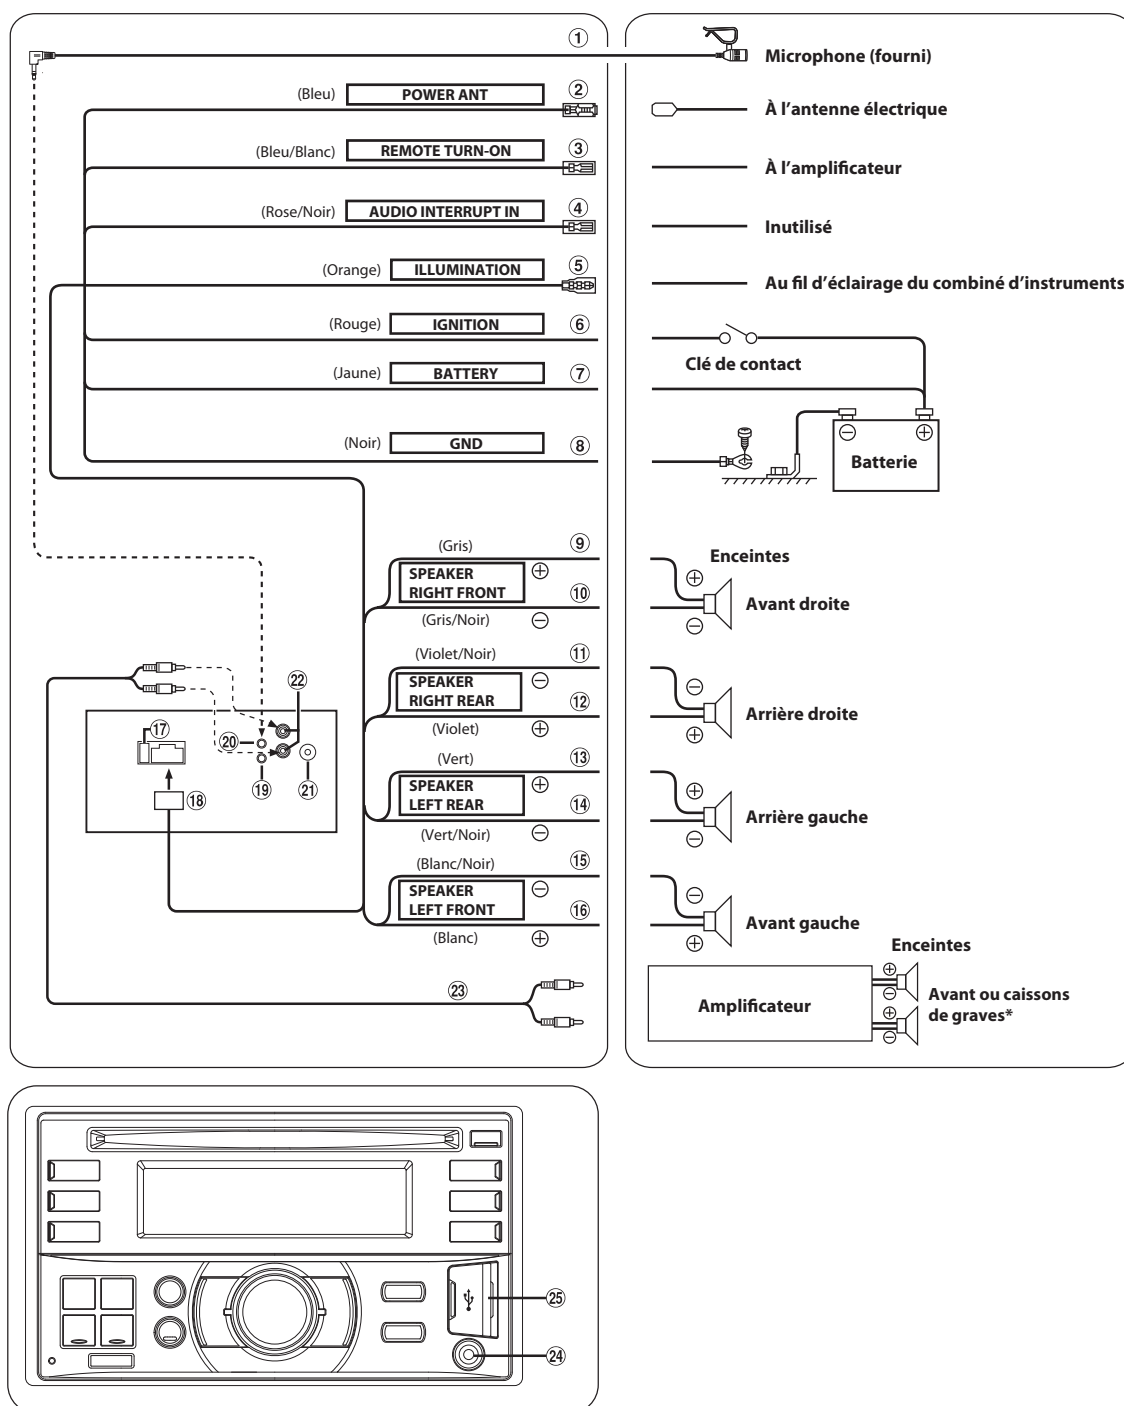 ① Microphone (fourni)
(Bleu) POWER ANT ② À l’antenne électrique
(Bleu/Blanc) REMOTE TURN-ON ③ À l’amplificateur
(Rose/Noir) AUDIO INTERRUPT IN ④ Inutilisé
(Orange) ILLUMINATION ⑤ Au fil d’éclairage du combiné d’instruments
(Rouge) IGNITION ⑥
Clé de contact
(Jaune) BATTERY ⑦
(Noir) GND ⑧
⊖ ⊕
Batterie
(Gris) ⑨
SPEAKER ⊕
RIGHT FRONT ⑩
(Gris/Noir) ⊖
Enceintes
⊕
Avant droite
⊖
(Violet/Noir) ⑪
SPEAKER ⊖
RIGHT REAR ⑫
(Violet) ⊕
⊖
Arrière droite
⊕
(Vert) ⑬
SPEAKER ⊕
LEFT REAR ⑭
(Vert/Noir) ⊖
⊕
Arrière gauche
⊖
(Blanc/Noir) ⑮
SPEAKER ⊖
LEFT FRONT ⑯
(Blanc) ⊕
⊖
Avant gauche
⊕
㉒
⑰
⑳
⑲ ㉑
⑱
㉓
Enceintes
Amplificateur
⊕
⊖
⊕
⊖
Avant ou caissons
de graves*
㉕
㉔